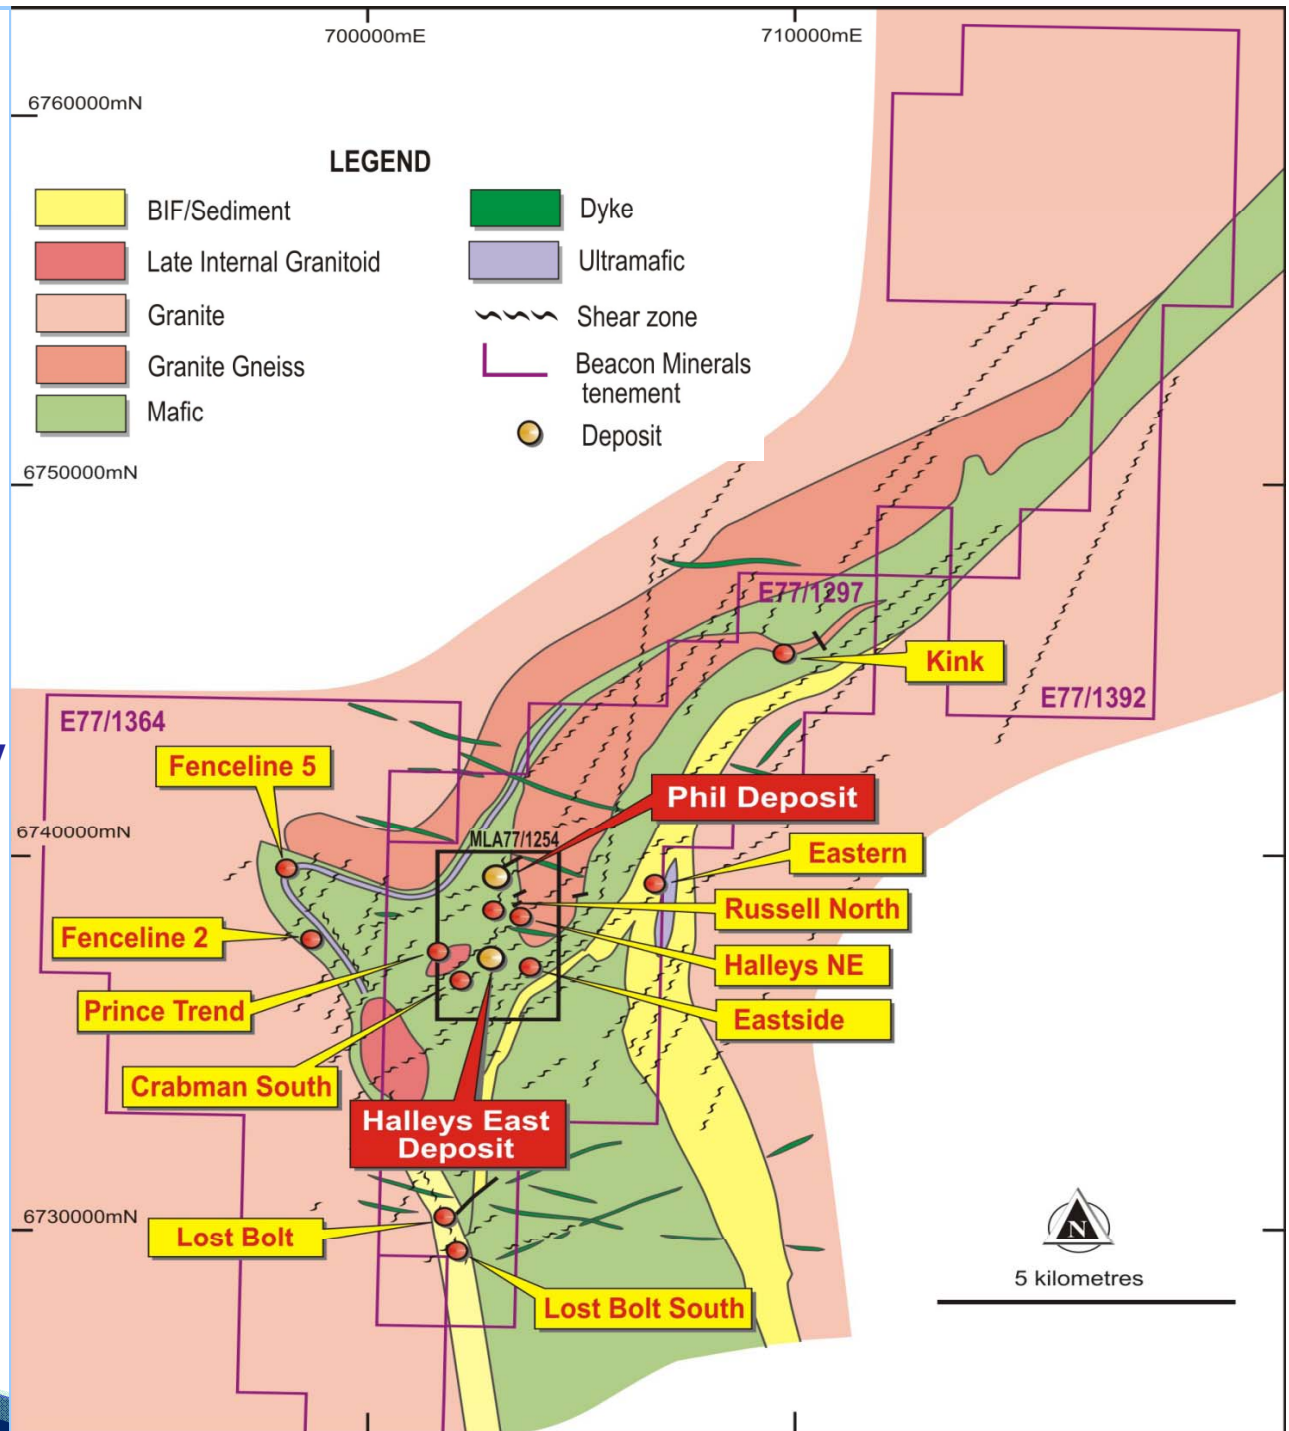 700000mE
710000mE
6760000mN
LEGEND
BIF/Sediment
Late Internal Granitoid
Granite
Granite Gneiss
Mafic
Dyke
Ultramafic
Shear zone
Beacon Minerals
tenement
Deposit
6750000mN
E77/1297
Kink
E77/1392
E77/1364
Fenceline 5
Phil Deposit
6740000mN
MLA77/1254
Eastern
Russell North
Fenceline 2
Halleys NE
Prince Trend
Eastside
Crabman South
Halleys East
Deposit
6730000mN
Lost Bolt
N
5 kilometres
Lost Bolt South